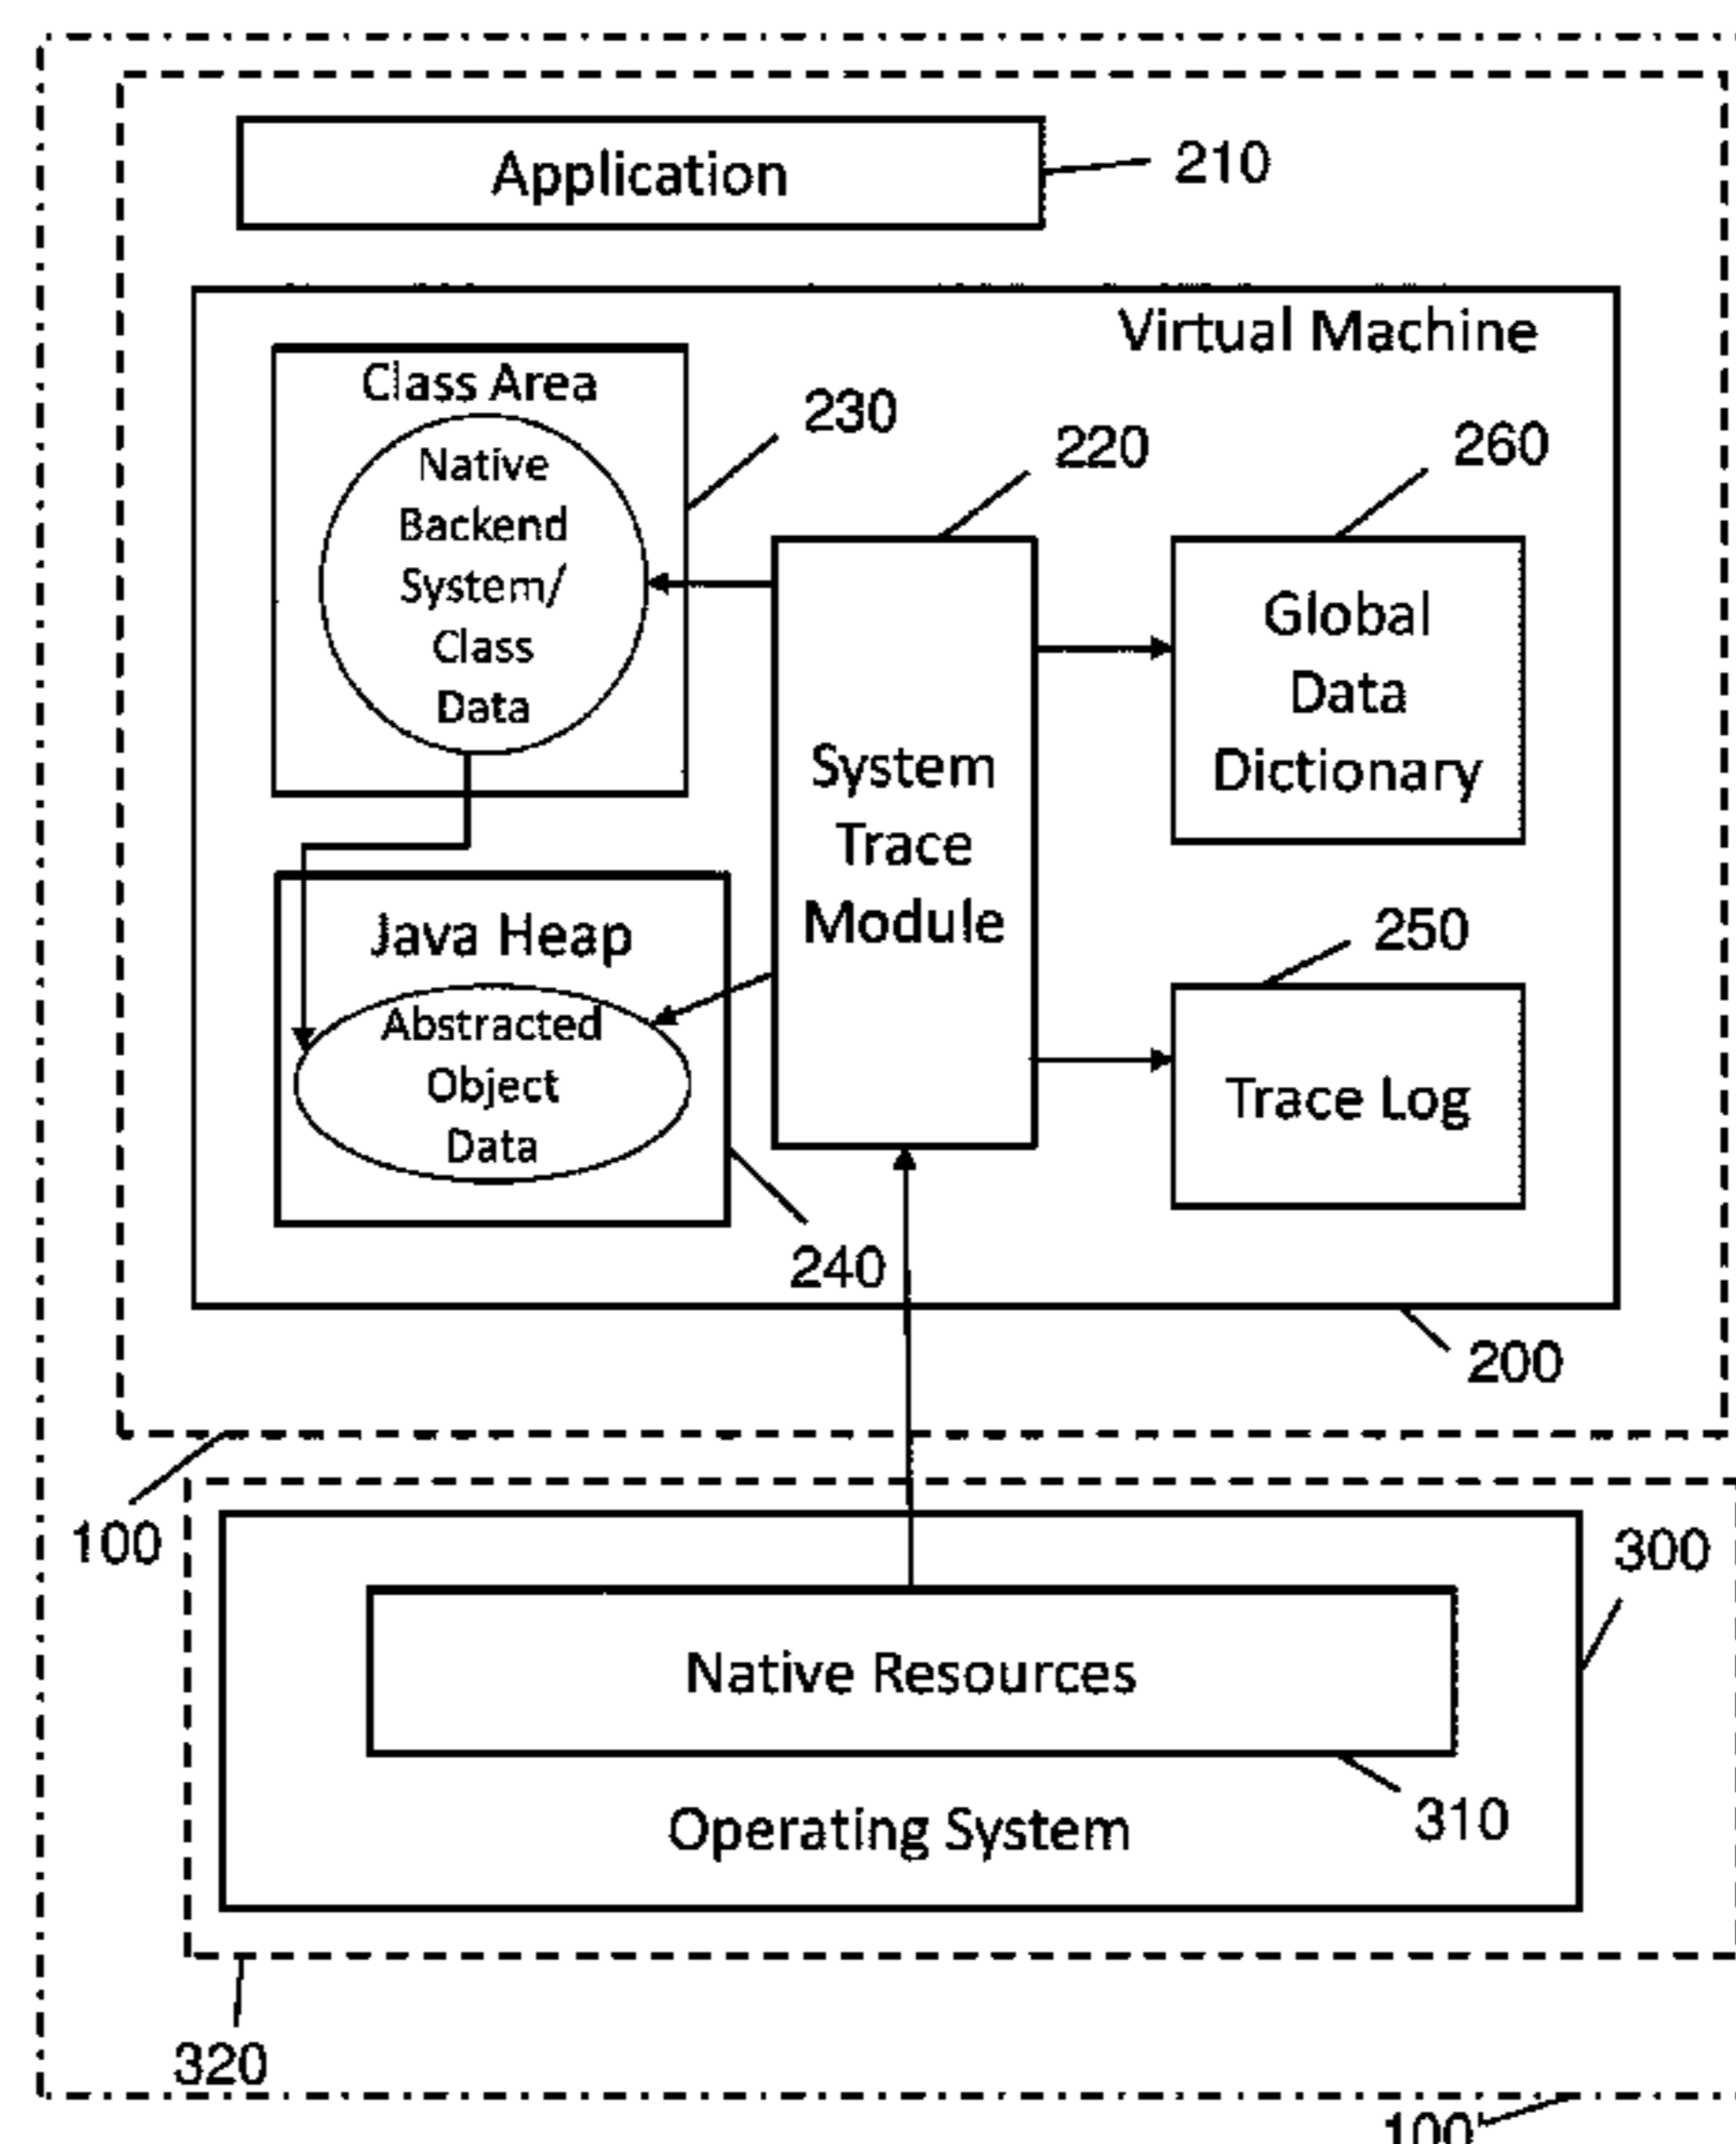 Application
210
Virtual Machine
Class Area
230
Native
Backend
System/
Class
Data
220
260
Global
Data
Dictionary
System
Trace
Module
Java Heap
250
Abstracted
Object
Data
Trace Log
240
200
100
300
Native Resources
310
Operating System
320
100'